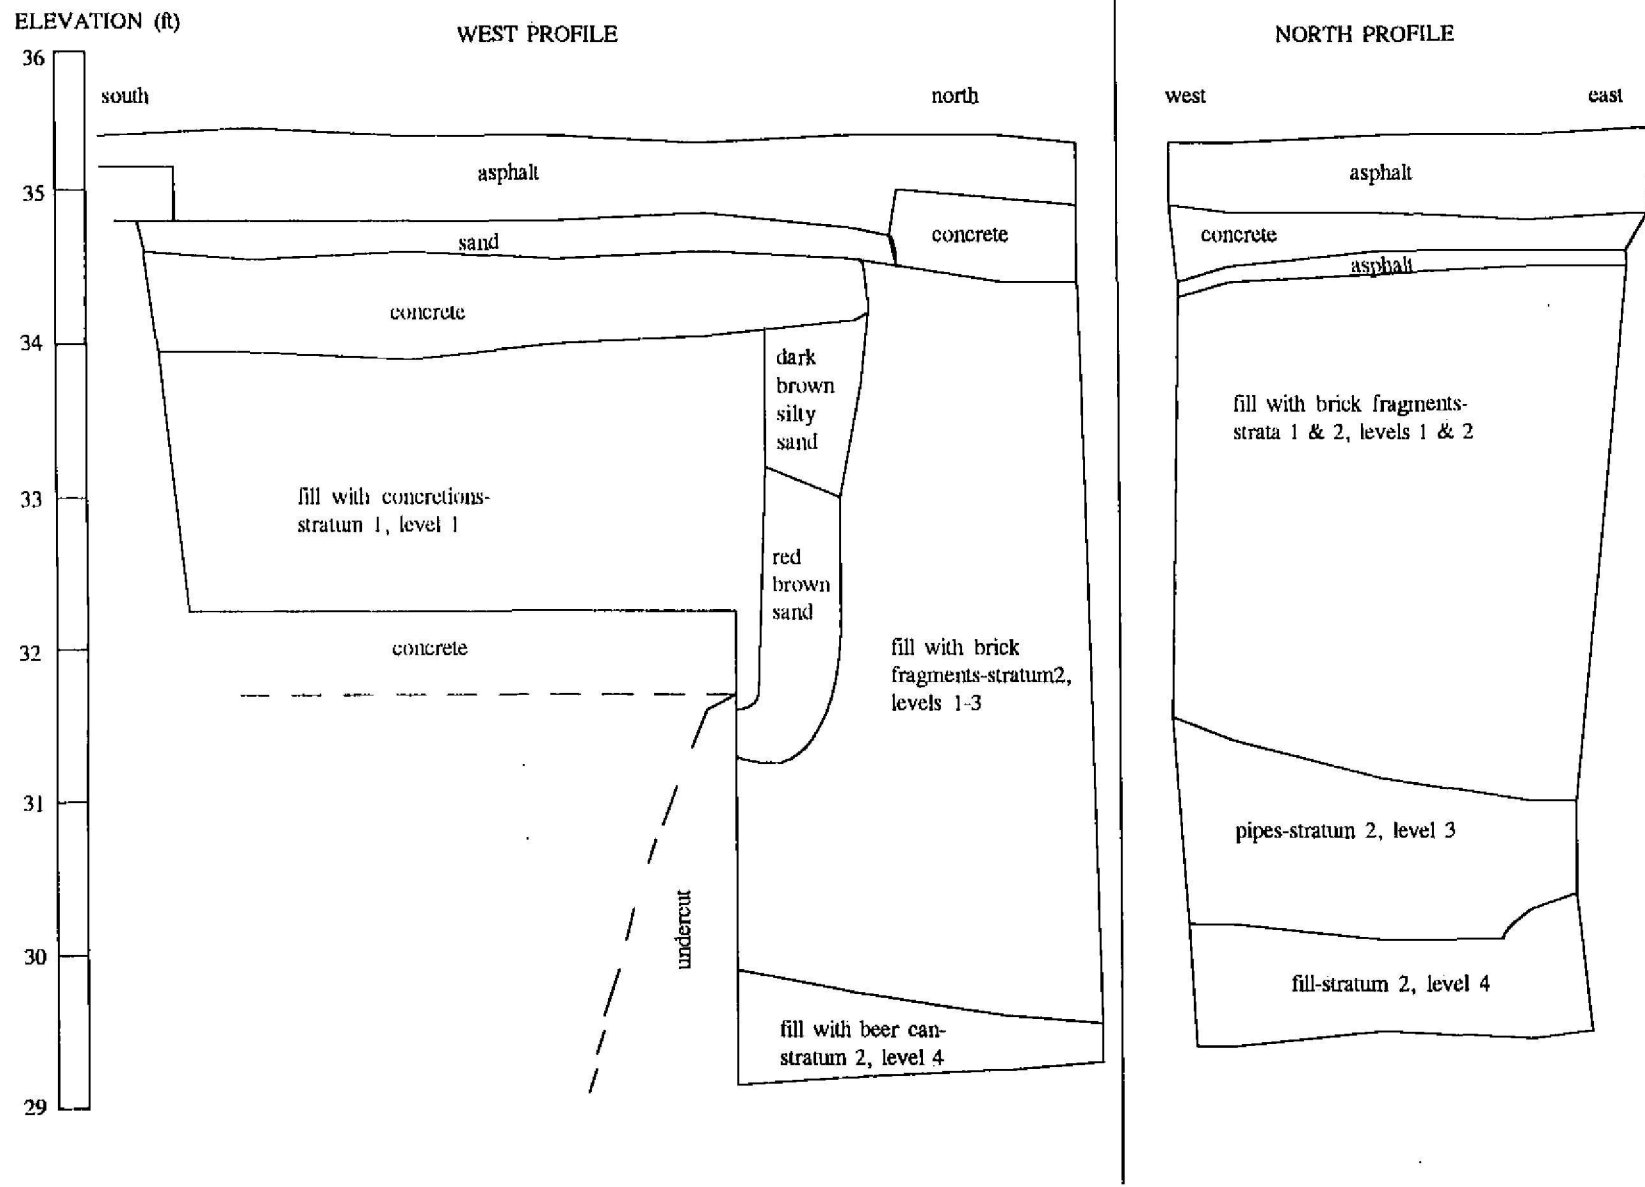 ELEVATION (ft)
WEST PROFILE
NORTH PROFILE
36
south
north
west
east
asphalt
asphalt
35
concrete
concrete
sand
asphalt
concrete
34
dark
brown
silty
sand
fill with brick fragments-
strata 1 & 2, levels 1 & 2
33
fill with concretions-
stratum 1, level 1
red
brown
sand
32
concrete
fill with brick
fragments-stratum2,
levels 1-3
31
pipes-stratum 2, level 3
undercut
30
fill-stratum 2, level 4
fill with beer can-
stratum 2, level 4
29